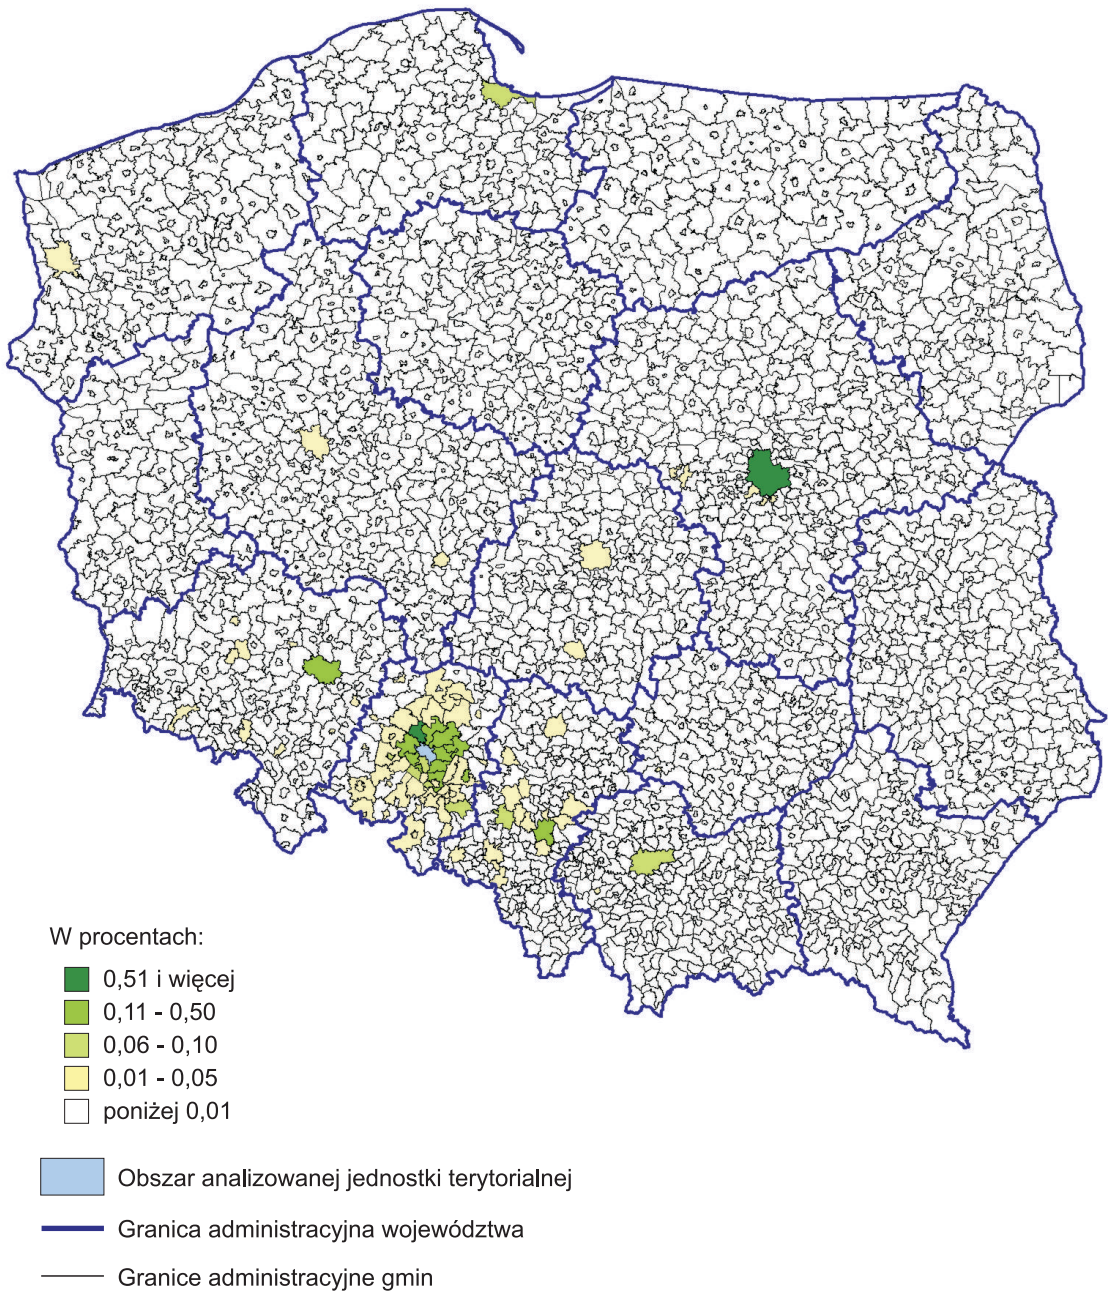 W procentach:
0,51 i więcej
0,11 - 0,50
0,06 - 0,10
0,01 - 0,05
poniżej 0,01
Obszar analizowanej jednostki terytorialnej
Granica administracyjna województwa
Granice administracyjne gmin